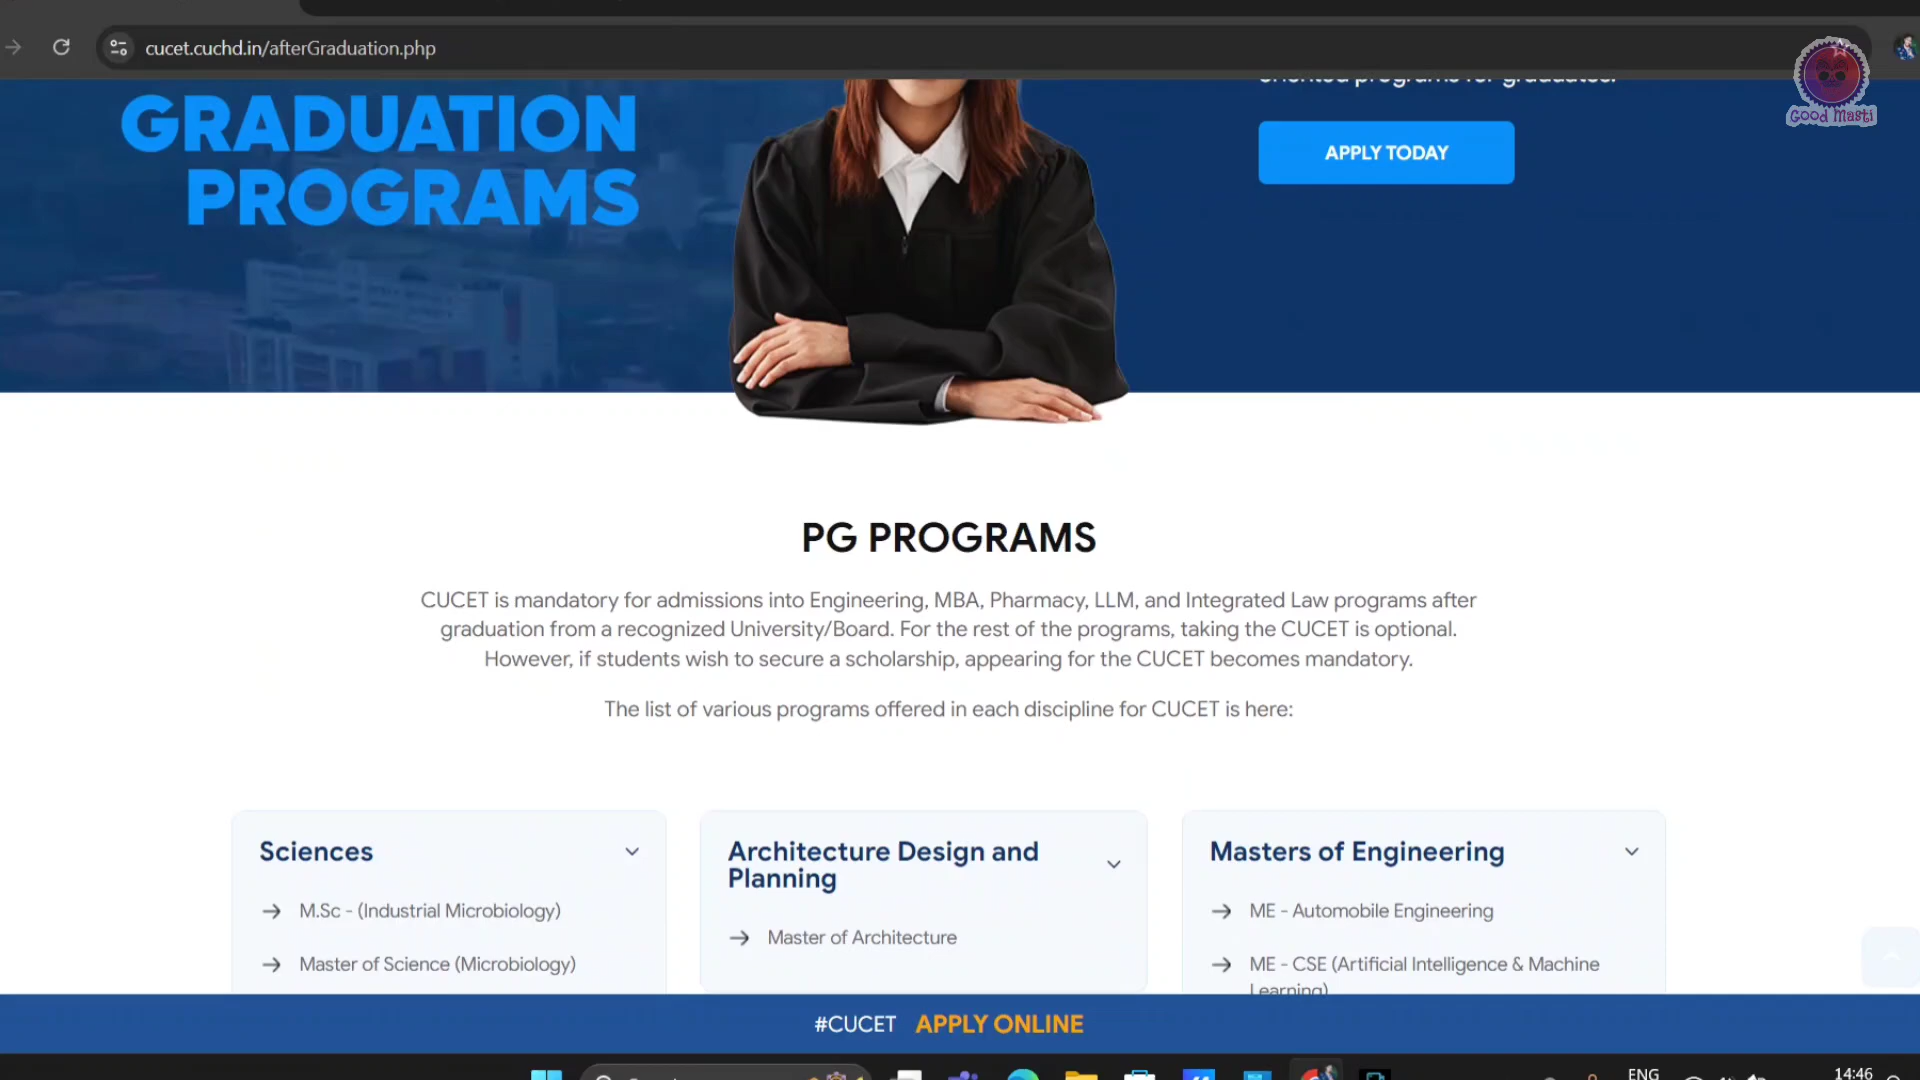 cucet.cuchd.in/afterGraduation.php
Good Masti
GRADUATION
PROGRAMS
oriented programs for graduates.
APPLY TODAY
PG PROGRAMS
CUCET is mandatory for admissions into Engineering, MBA, Pharmacy, LLM, and Integrated Law programs after
graduation from a recognized University/Board. For the rest of the programs, taking the CUCET is optional.
However, if students wish to secure a scholarship, appearing for the CUCET becomes mandatory.
The list of various programs offered in each discipline for CUCET is here:
Sciences
M.Sc - (Industrial Microbiology)
Master of Science (Microbiology)
Architecture Design and
Planning
Master of Architecture
Masters of Engineering
ME - Automobile Engineering
ME - CSE (Artificial Intelligence & Machine
Learning)
#CUCET APPLY ONLINE
ENG
14:46